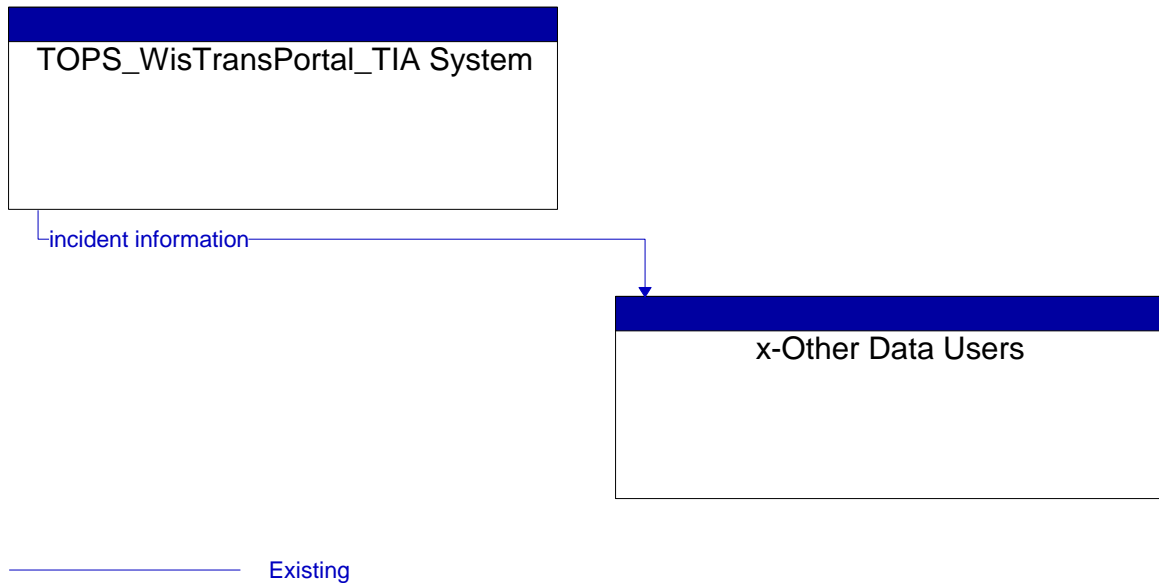 TOPS_WisTransPortal_TIA System
incident information
x-Other Data Users
Existing